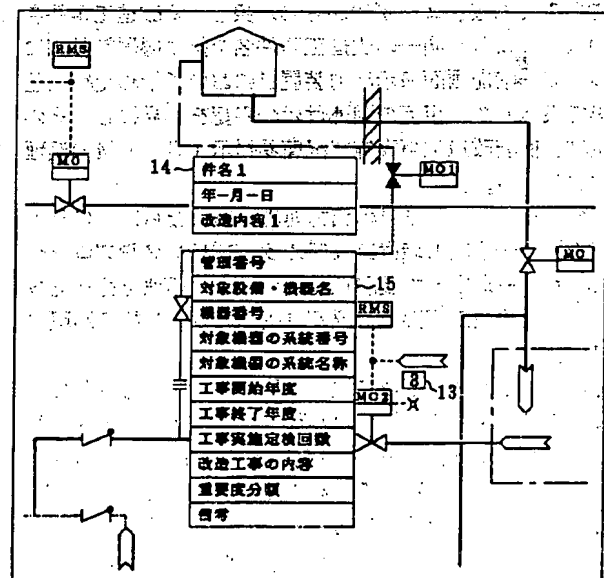 RMS
MO
14
件名1
年-月-日
改造内容1
MO1
MO
管理番号
対象設備・機器名
15
機器番号
RMS
対象機器の系統番号
対象機器の系統名称
工事開始年度
8
13
MO2
工事終了年度
工事実施定検回数
改造工事の内容
重要度分類
備考